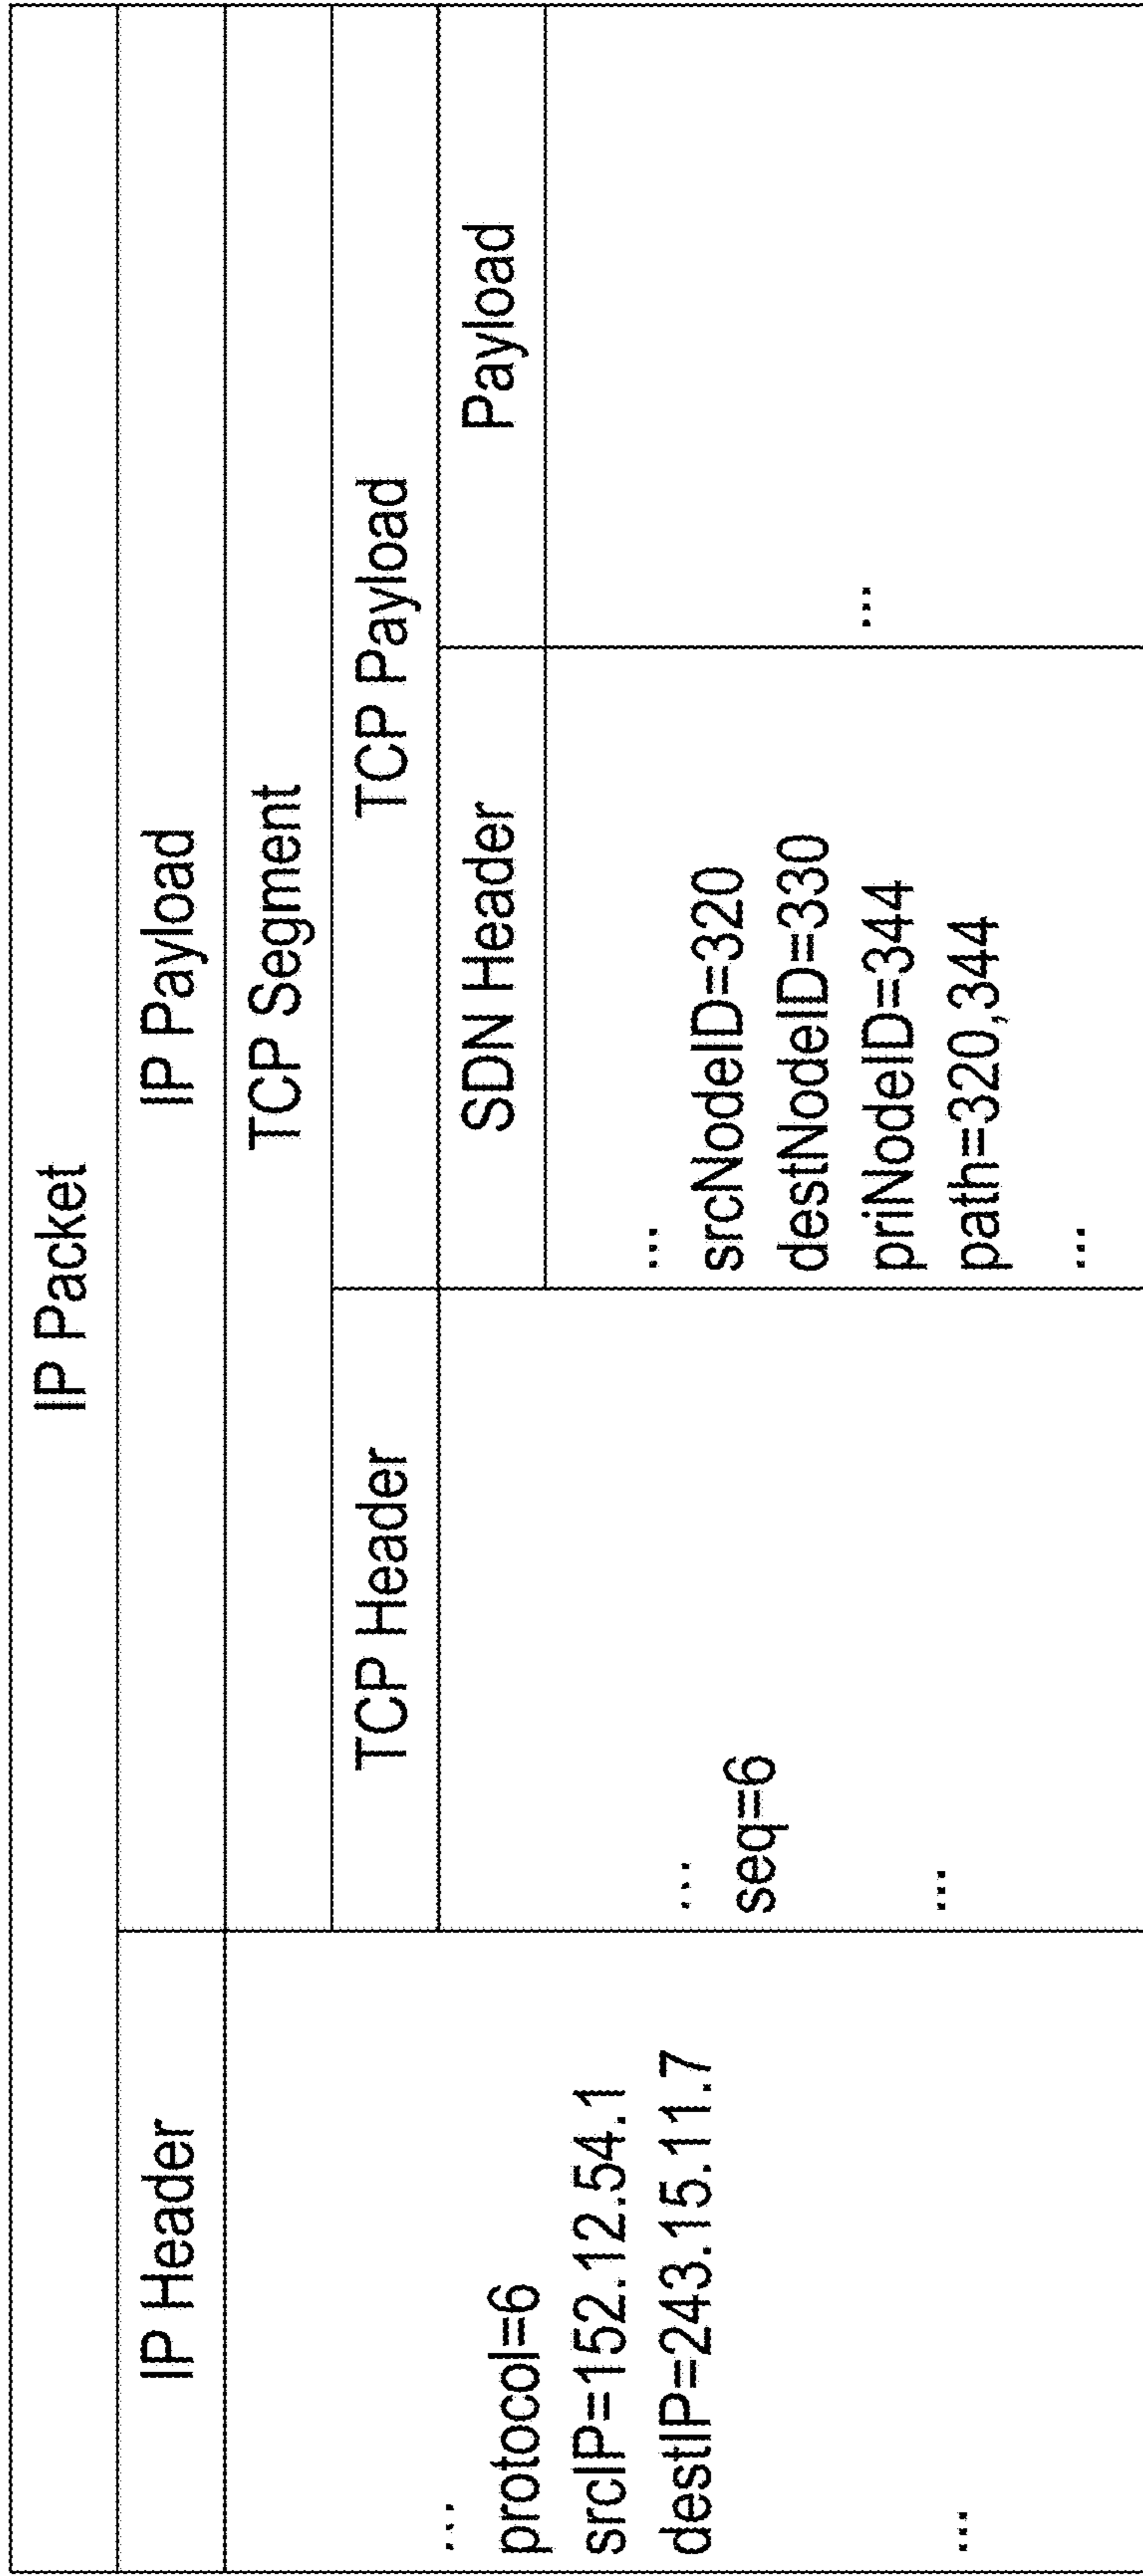 IP Packet
IP Header
IP Payload
TCP Segment
TCP Header
TCP Payload
SDN Header
Payload
...
protocol=6
srcIP=152.12.54.1
destIP=243.15.11.7
...
...
seq=6
...
...
srcNodeID=320
destNodeID=330
priNodeID=344
path=320,344
...
...